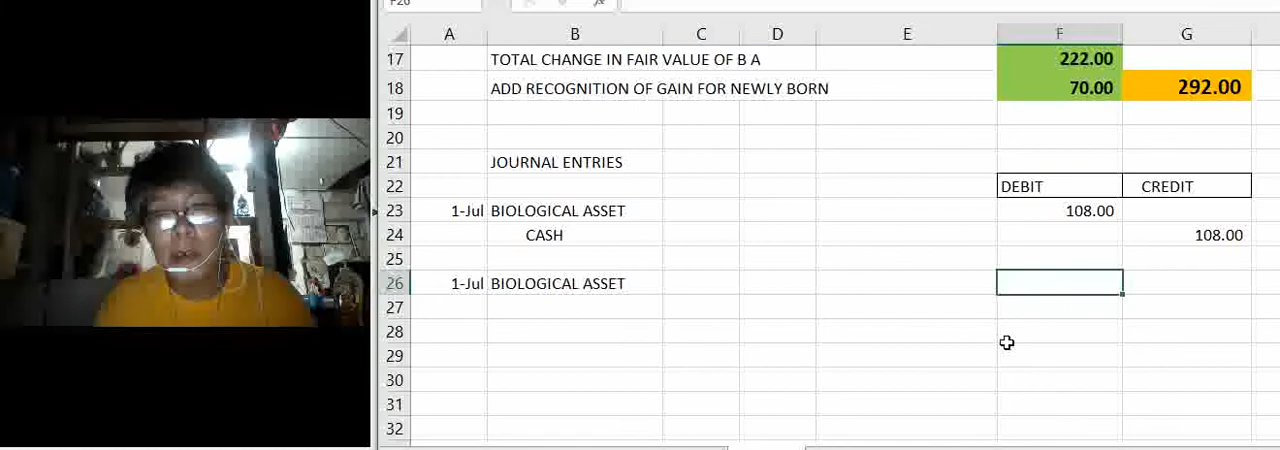 F26 fx
A B C D E F G
17 TOTAL CHANGE IN FAIR VALUE OF B A 222.00
18 ADD RECOGNITION OF GAIN FOR NEWLY BORN 70.00 292.00
19
20
21 JOURNAL ENTRIES
22 DEBIT CREDIT
23 1-Jul BIOLOGICAL ASSET 108.00
24 CASH 108.00
25
26 1-Jul BIOLOGICAL ASSET
27
28
29
30
31
32